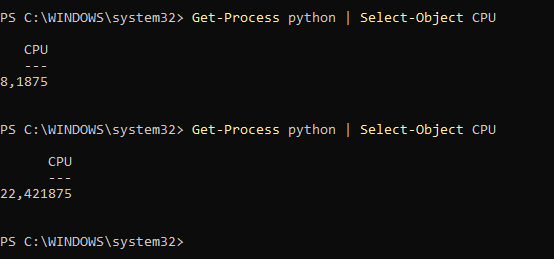 PS C:\WINDOWS\system32> Get-Process python | Select-Object CPU
CPU
---
8,1875
PS C:\WINDOWS\system32> Get-Process python | Select-Object CPU
CPU
---
22,421875
PS C:\WINDOWS\system32>